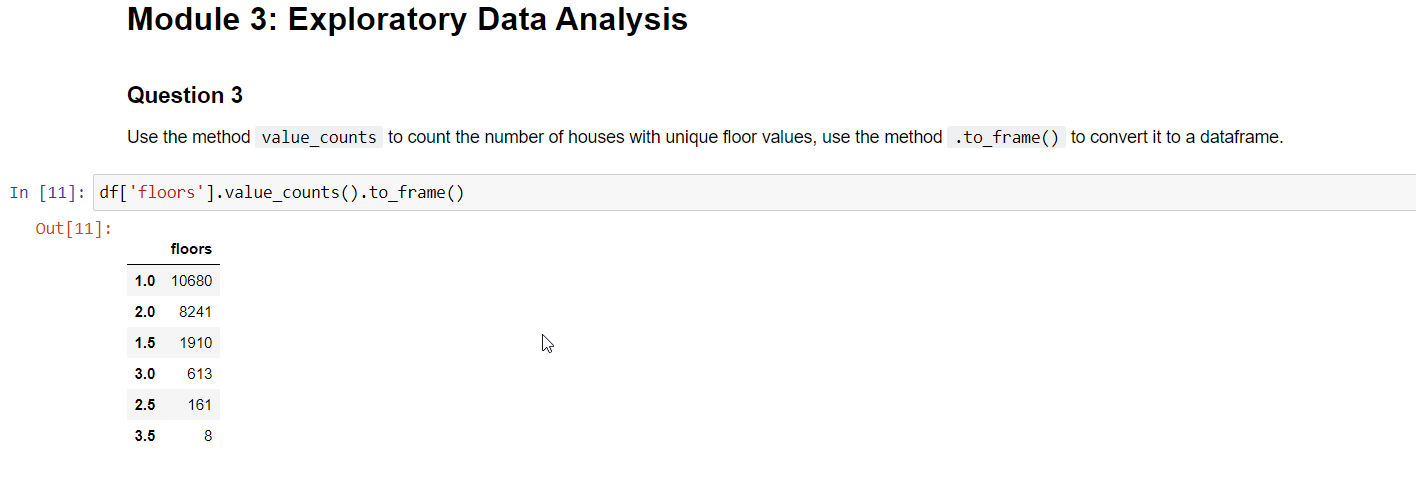 Module 3: Exploratory Data Analysis
Question 3
Use the method value_counts to count the number of houses with unique floor values, use the method .to_frame() to convert it to a dataframe.
In [11]: df['floors'].value_counts().to_frame()
Out[11]:
floors
1.0 10680
2.0 8241
1.5 1910
3.0 613
2.5 161
3.5 8